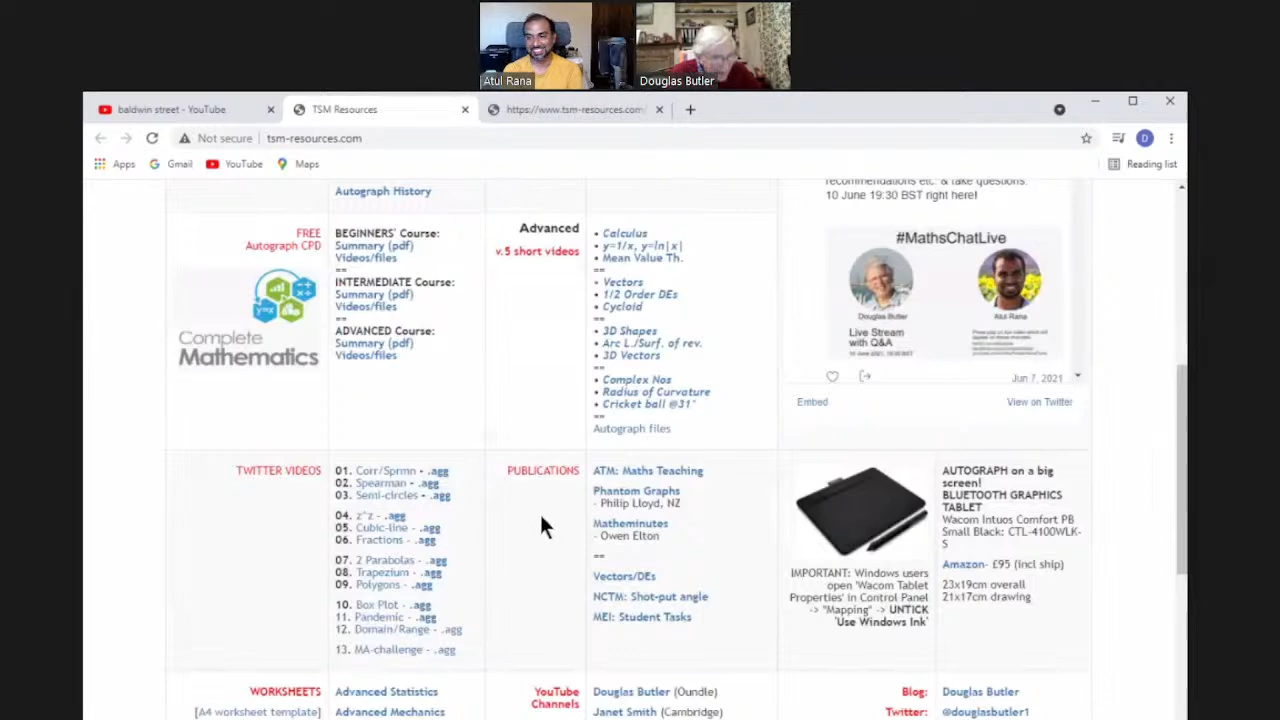 Atul Rana
Douglas Butler
baldwin street - YouTube
TSM Resources
https://www.tsm-resources.com/
Not secure
tsm-resources.com
D
Apps
Gmail
YouTube
Maps
Reading list
Autograph History
FREE
Autograph CPD
Complete
Mathematics
BEGINNERS' Course:
Summary (pdf)
Videos/files
==
INTERMEDIATE Course:
Summary (pdf)
Videos/files
==
ADVANCED Course:
Summary (pdf)
Videos/files
Advanced
v.5 short videos
• Calculus
• y=1/x, y=ln|x|
• Mean Value Th.
==
• Vectors
• 1/2 Order DEs
• Cycloid
==
• 3D Shapes
• Arc L./Surf. of rev.
• 3D Vectors
==
• Complex Nos
• Radius of Curvature
• Cricket ball @31°
==
Autograph files
recommendations etc. & take questions.
10 June 19:30 BST right here!
#MathsChatLive
Douglas Butler
Atul Rana
Live Stream
with Q&A
10 June 2021, 19:30 BST
Jun 7, 2021
Embed
View on Twitter
TWITTER VIDEOS
01. Corr/Sprmn - .agg
02. Spearman - .agg
03. Semi-circles - .agg
04. z^z - .agg
05. Cubic-line - .agg
06. Fractions - .agg
07. 2 Parabolas - .agg
08. Trapezium - .agg
09. Polygons - .agg
10. Box Plot - .agg
11. Pandemic - .agg
12. Domain/Range - .agg
13. MA-challenge - .agg
PUBLICATIONS
ATM: Maths Teaching
Phantom Graphs
- Philip Lloyd, NZ
Matheminutes
- Owen Elton
==
Vectors/DEs
NCTM: Shot-put angle
MEI: Student Tasks
IMPORTANT: Windows users
open 'Wacom Tablet
Properties' in Control Panel
-> "Mapping" -> UNTICK
'Use Windows Ink'
AUTOGRAPH on a big
screen!
BLUETOOTH GRAPHICS
TABLET
Wacom Intuos Comfort PB
Small Black: CTL-4100WLK-
S
Amazon- £95 (incl ship)
23x19cm overall
21x17cm drawing
WORKSHEETS
[A4 worksheet template]
Advanced Statistics
Advanced Mechanics
YouTube
Channels
Douglas Butler (Oundle)
Janet Smith (Cambridge)
Blog:
Twitter:
Douglas Butler
@douglasbutler1